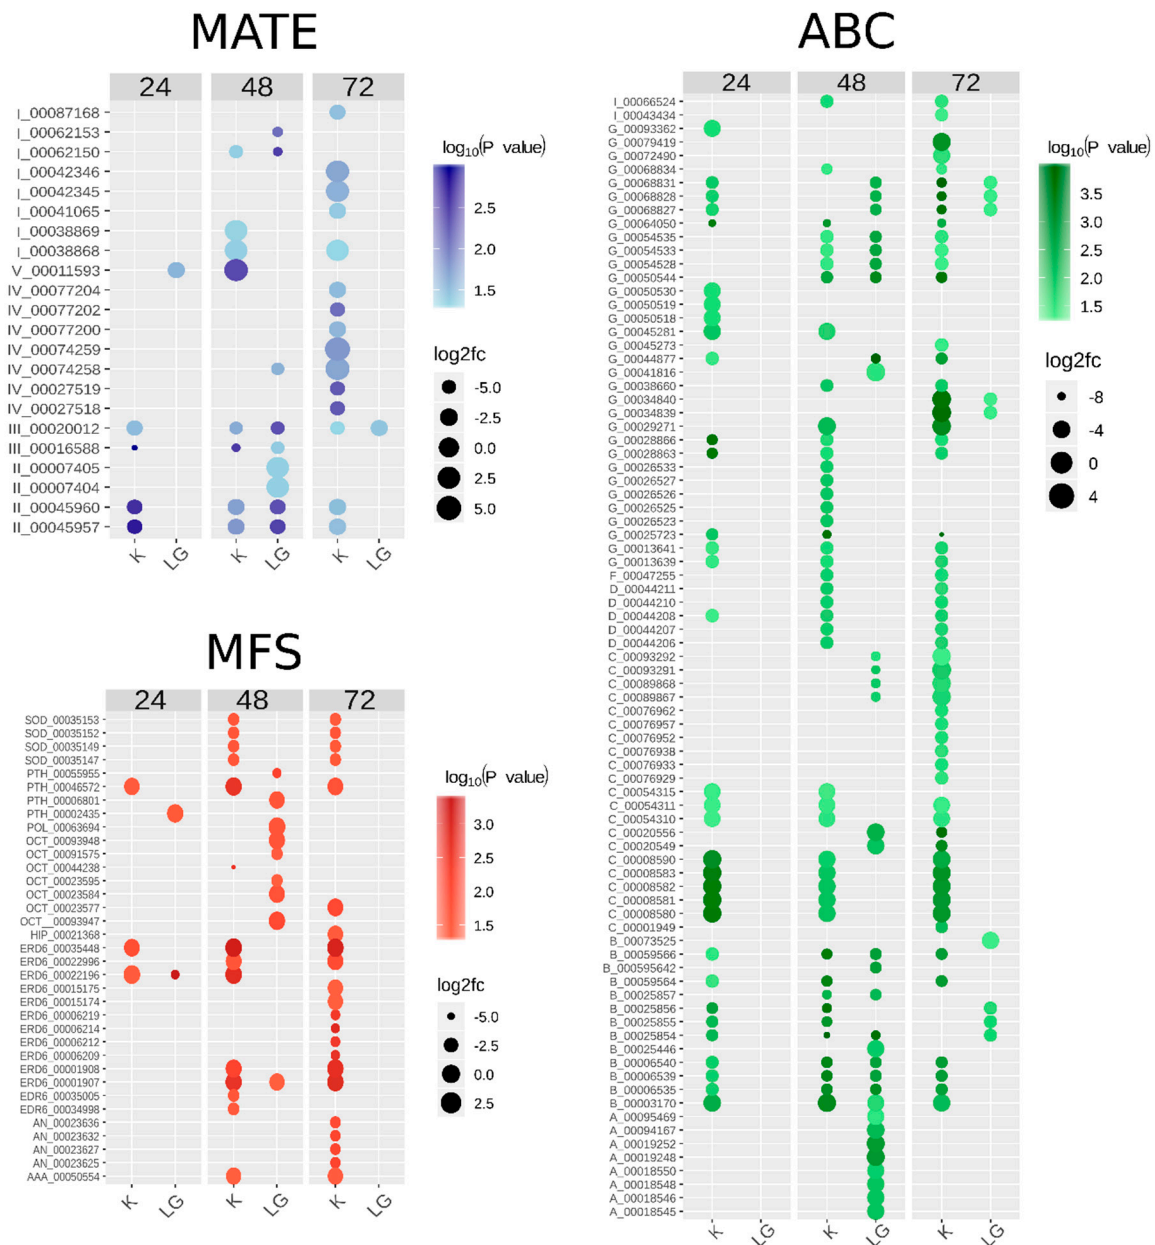 MATE
24 48 72
I_00087168
I_00062153
I_00062150
I_00042346
I_00042345
I_00041065
I_00038869
I_00038868
V_00011593
IV_00077204
IV_00077202
IV_00077200
IV_00074259
IV_00074258
IV_00027519
IV_00027518
III_00020012
III_00016588
II_00007405
II_00007404
II_00045960
II_00045957
K LG K LG K LG
log10(P value)
2.5
2.0
1.5
log2fc
-5.0
-2.5
0.0
2.5
5.0
MFS
24 48 72
SOD_00035153
SOD_00035152
SOD_00035149
SOD_00035147
PTH_00055955
PTH_00046572
PTH_00006801
PTH_00002435
POL_00063694
OCT_00093948
OCT_00091575
OCT_00044238
OCT_00023595
OCT_00023584
OCT_00023577
OCT__00093947
HIP_00021368
ERD6_00035448
ERD6_00022996
ERD6_00022196
ERD6_00015175
ERD6_00015174
ERD6_00006219
ERD6_00006214
ERD6_00006212
ERD6_00006209
ERD6_00001908
ERD6_00001907
EDR6_00035005
EDR6_00034998
AN_00023636
AN_00023632
AN_00023627
AN_00023625
AAA_00050554
K LG K LG K LG
log10(P value)
3.0
2.5
2.0
1.5
log2fc
-5.0
-2.5
0.0
2.5
ABC
24 48 72
I_00066524
I_00043434
G_00093362
G_00079419
G_00072490
G_00068834
G_00068831
G_00068828
G_00068827
G_00064050
G_00054535
G_00054533
G_00054528
G_00050544
G_00050530
G_00050519
G_00050518
G_00045281
G_00045273
G_00044877
G_00041816
G_00038660
G_00034840
G_00034839
G_00029271
G_00028866
G_00028863
G_00026533
G_00026527
G_00026526
G_00026525
G_00026523
G_00025723
G_00013641
G_00013639
F_00047255
D_00044211
D_00044210
D_00044208
D_00044207
D_00044206
C_00093292
C_00093291
C_00089868
C_00089867
C_00076962
C_00076957
C_00076952
C_00076938
C_00076933
C_00076929
C_00054315
C_00054311
C_00054310
C_00020556
C_00020549
C_00008590
C_00008583
C_00008582
C_00008581
C_00008580
C_00001949
B_00073525
B_00059566
B_000595642
B_00059564
B_00025857
B_00025856
B_00025855
B_00025854
B_00025446
B_00006540
B_00006539
B_00006535
B_00003170
A_00095469
A_00094167
A_00019252
A_00019248
A_00018550
A_00018548
A_00018546
A_00018545
K LG K LG K LG
log10(P value)
3.5
3.0
2.5
2.0
1.5
log2fc
-8
-4
0
4